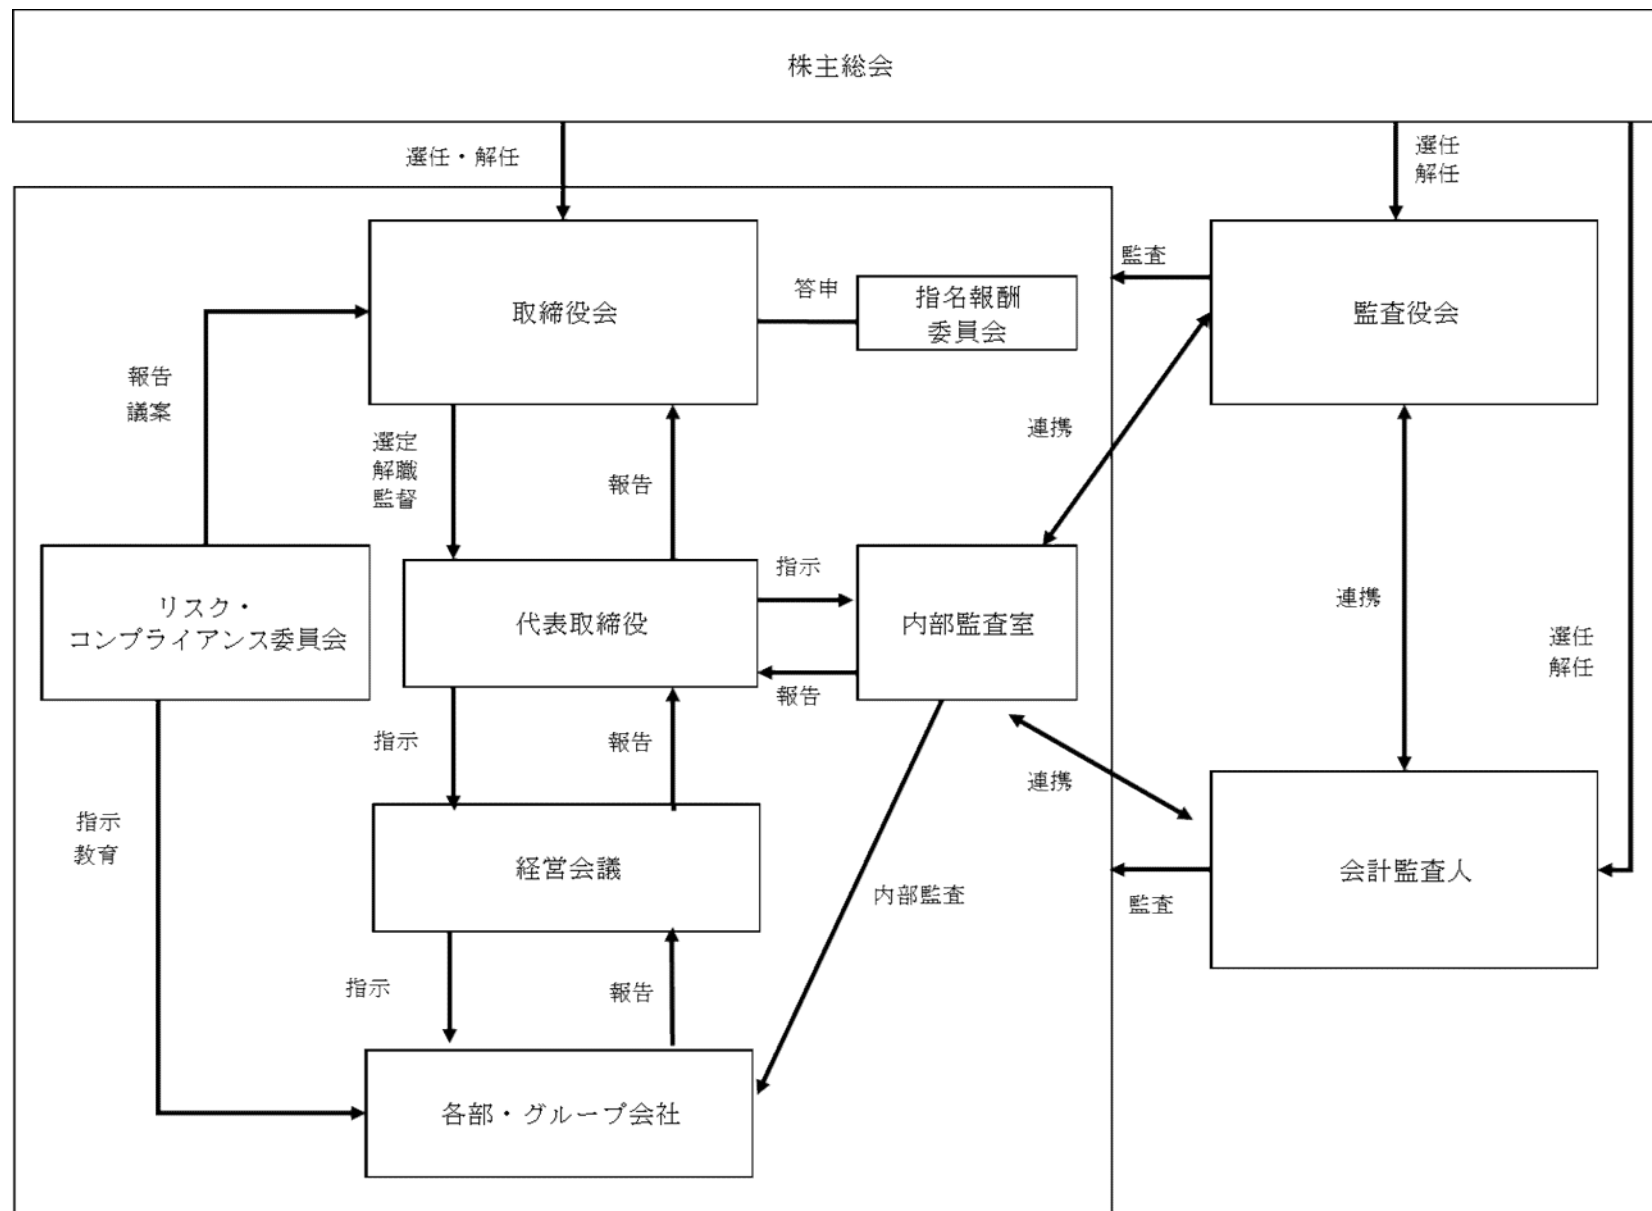 株主総会
選任・解任
選任
解任
監査
取締役会
答申
指名報酬
委員会
監査役会
報告
議案
選定
解職
監督
報告
連携
リスク・
コンプライアンス委員会
代表取締役
指示
報告
内部監査室
連携
選任
解任
指示
報告
連携
指示
教育
経営会議
内部監査
監査
会計監査人
指示
報告
各部・グループ会社